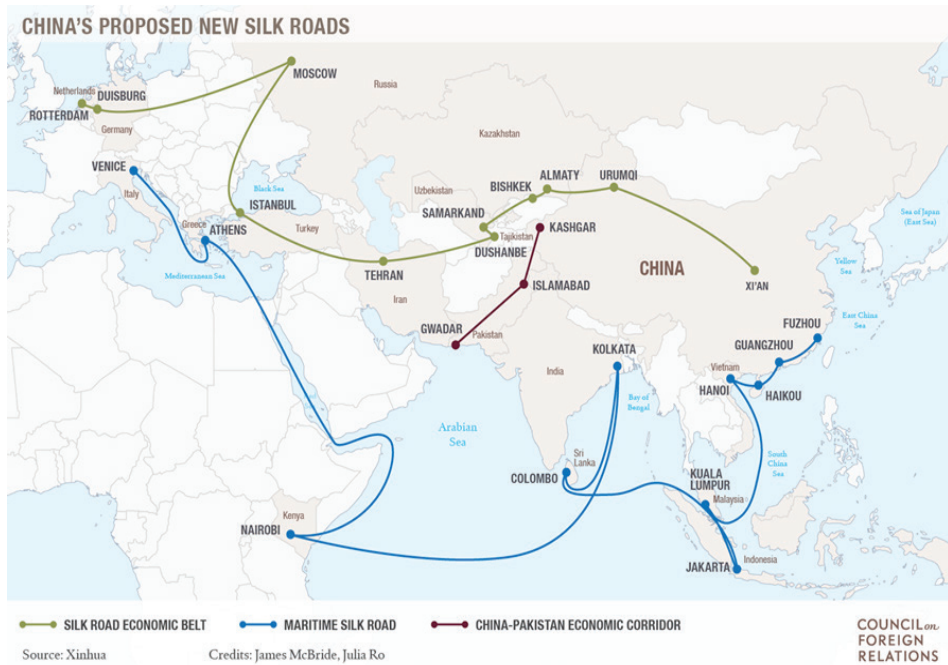 CHINA'S PROPOSED NEW SILK ROADS
MOSCOW
Russia
Netherlands
DUISBURG
ROTTERDAM
Germany
Kazakhstan
VENICE
ALMATY
URUMQI
BISHKEK
Italy
Black Sea
Uzbekistan
ISTANBUL
SAMARKAND
Sea of Japan
(East Sea)
Greece
ATHENS
Turkey
Tajikistan
KASHGAR
DUSHANBE
Mediterranean Sea
TEHRAN
CHINA
Yellow
Sea
XI'AN
ISLAMABAD
Iran
East China
Sea
GWADAR
Pakistan
FUZHOU
GUANGZHOU
KOLKATA
India
Vietnam
HANOI
HAIKOU
Bay of
Bengal
Arabian
Sea
Sri
Lanka
South
China
Sea
COLOMBO
KUALA
LUMPUR
Malaysia
Kenya
NAIROBI
Indonesia
JAKARTA
SILK ROAD ECONOMIC BELT
MARITIME SILK ROAD
CHINA-PAKISTAN ECONOMIC CORRIDOR
COUNCIL on
FOREIGN
RELATIONS
Source: Xinhua
Credits: James McBride, Julia Ro